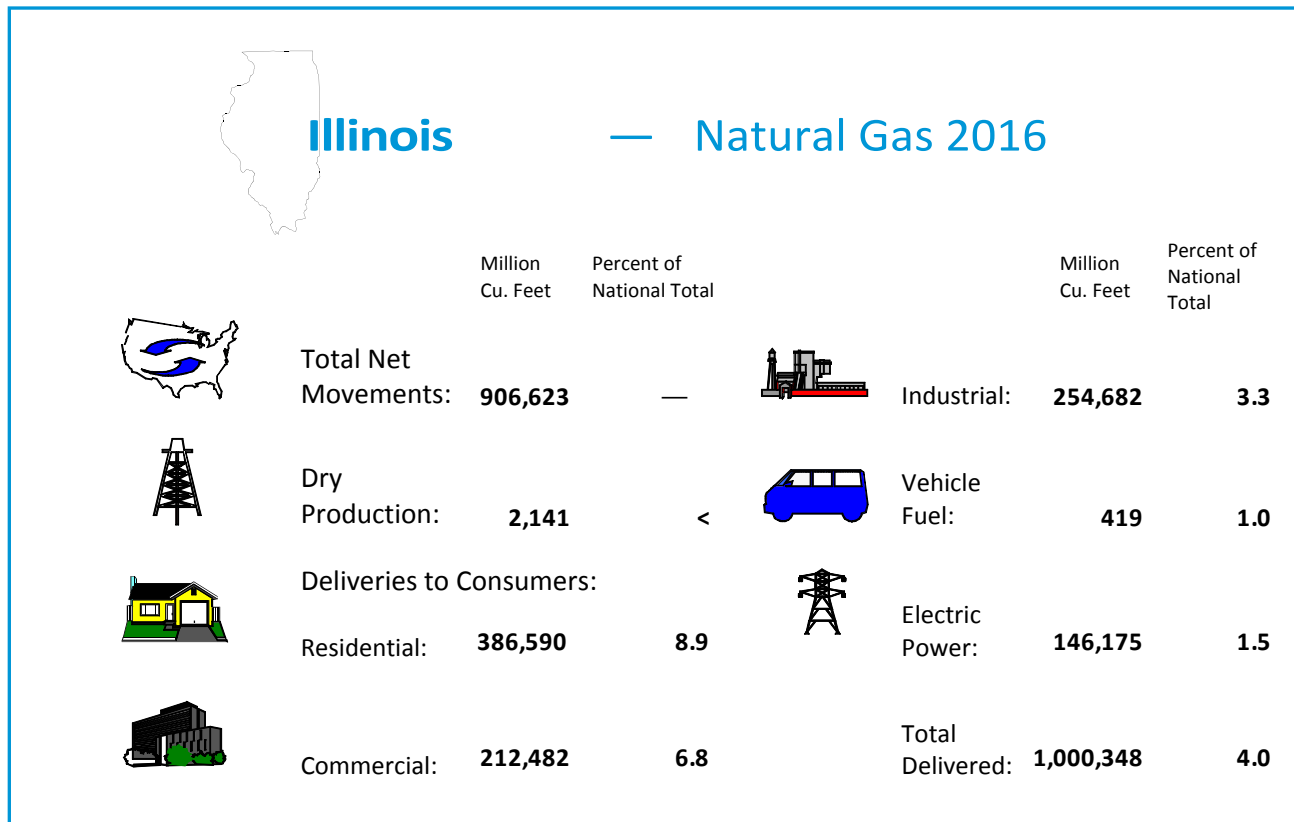 Illinois — Natural Gas 2016
Million Cu. Feet
Percent of National Total
Million Cu. Feet
Percent of National Total
Total Net Movements: 906,623 —
Industrial: 254,682 3.3
Dry Production: 2,141 <
Vehicle Fuel: 419 1.0
Deliveries to Consumers:
Residential: 386,590 8.9
Electric Power: 146,175 1.5
Commercial: 212,482 6.8
Total Delivered: 1,000,348 4.0